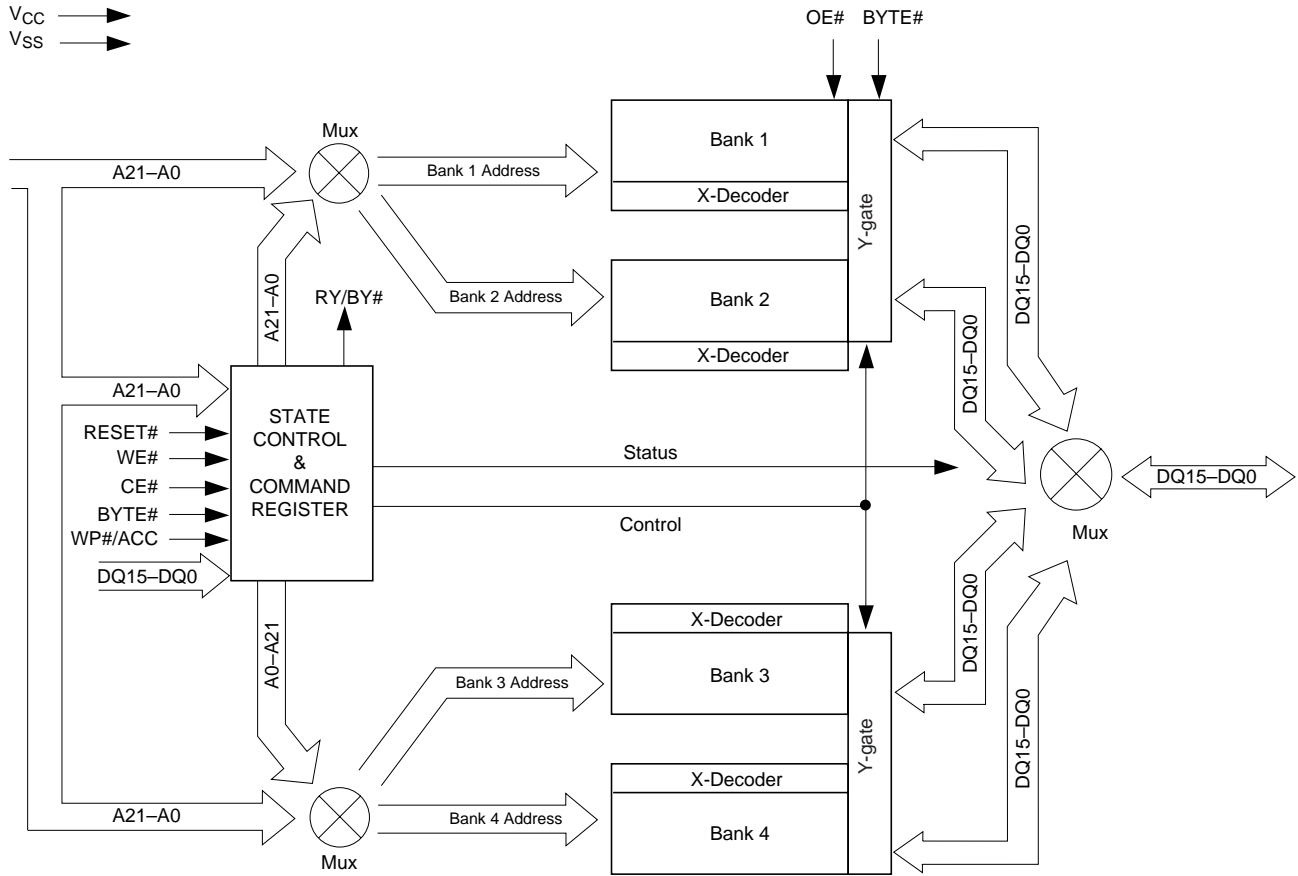 VCC
VSS
OE#
BYTE#
Mux
A21–A0
Bank 1 Address
Bank 1
X-Decoder
Y-gate
DQ15–DQ0
A21–A0
RY/BY#
Bank 2 Address
Bank 2
X-Decoder
DQ15–DQ0
A21–A0
RESET#
WE#
CE#
BYTE#
WP#/ACC
DQ15–DQ0
STATE
CONTROL
&
COMMAND
REGISTER
Status
Control
DQ15–DQ0
Mux
A0–A21
Bank 3 Address
X-Decoder
Bank 3
Y-gate
DQ15–DQ0
DQ15–DQ0
A21–A0
Mux
Bank 4 Address
X-Decoder
Bank 4